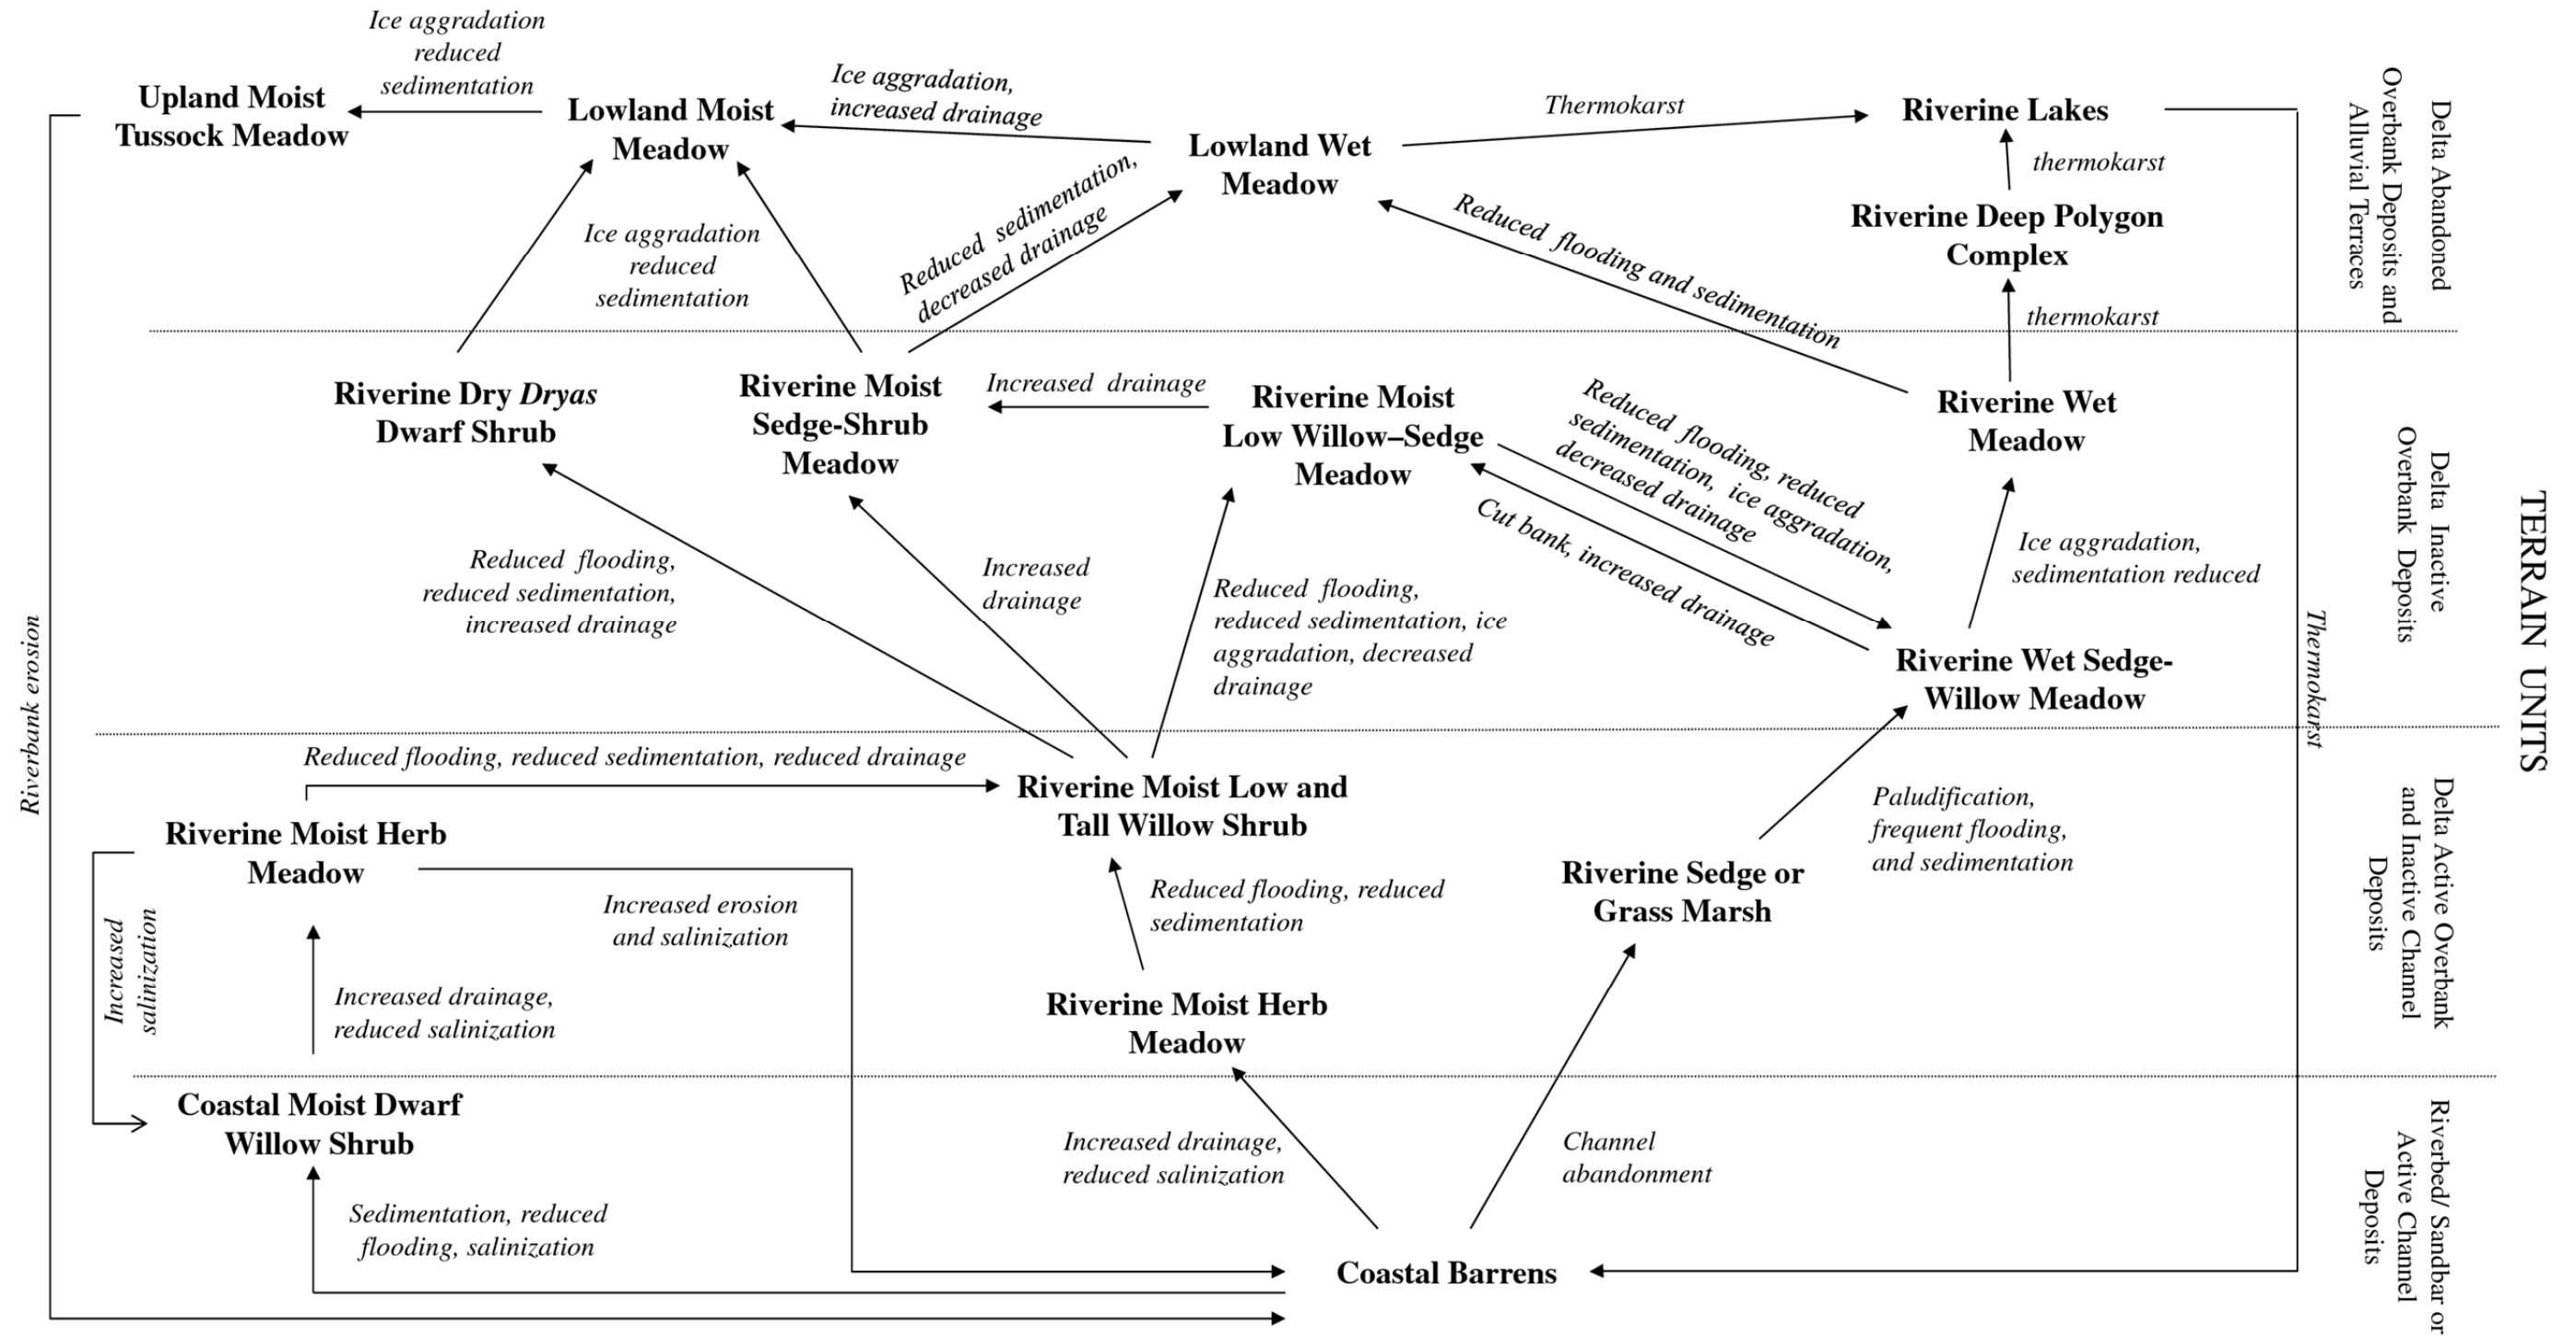 Ice aggradation
reduced
sedimentation
Upland Moist
Tussock Meadow
Lowland Moist
Meadow
Ice aggradation,
increased drainage
Lowland Wet
Meadow
Thermokarst
Riverine Lakes
thermokarst
Riverine Deep Polygon
Complex
thermokarst
Delta Abandoned
Overbank Deposits and
Alluvial Terraces
Ice aggradation
reduced
sedimentation
Reduced sedimentation,
decreased drainage
Reduced flooding and sedimentation
Riverine Dry Dryas
Dwarf Shrub
Riverine Moist
Sedge-Shrub
Meadow
Increased drainage
Riverine Moist
Low Willow–Sedge
Meadow
Reduced flooding, reduced
sedimentation, ice aggradation,
decreased drainage
Cut bank, increased drainage
Riverine Wet
Meadow
Ice aggradation,
sedimentation reduced
Riverine Wet Sedge-
Willow Meadow
Delta Inactive
Overbank Deposits
TERRAIN UNITS
Reduced flooding,
reduced sedimentation,
increased drainage
Increased
drainage
Reduced flooding,
reduced sedimentation, ice
aggradation, decreased
drainage
Thermokarst
Riverbank erosion
Reduced flooding, reduced sedimentation, reduced drainage
Riverine Moist Low and
Tall Willow Shrub
Riverine Moist Herb
Meadow
Increased erosion
and salinization
Reduced flooding, reduced
sedimentation
Riverine Sedge or
Grass Marsh
Paludification,
frequent flooding,
and sedimentation
Delta Active Overbank
and Inactive Channel
Deposits
Increased
salinization
Increased drainage,
reduced salinization
Riverine Moist Herb
Meadow
Coastal Moist Dwarf
Willow Shrub
Increased drainage,
reduced salinization
Channel
abandonment
Sedimentation, reduced
flooding, salinization
Coastal Barrens
Riverbed/ Sandbar or
Active Channel
Deposits